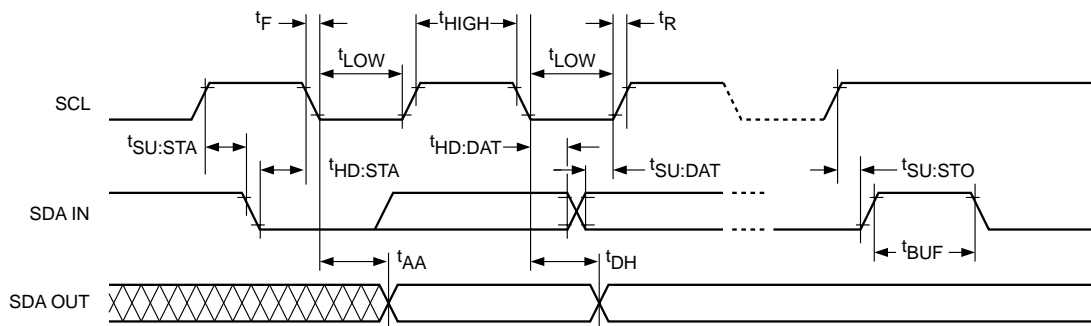 tF tHIGH tR
tLOW tLOW
SCL
tSU:STA tHD:DAT
tHD:STA tSU:DAT tSU:STO
SDA IN
tBUF
tAA tDH
SDA OUT